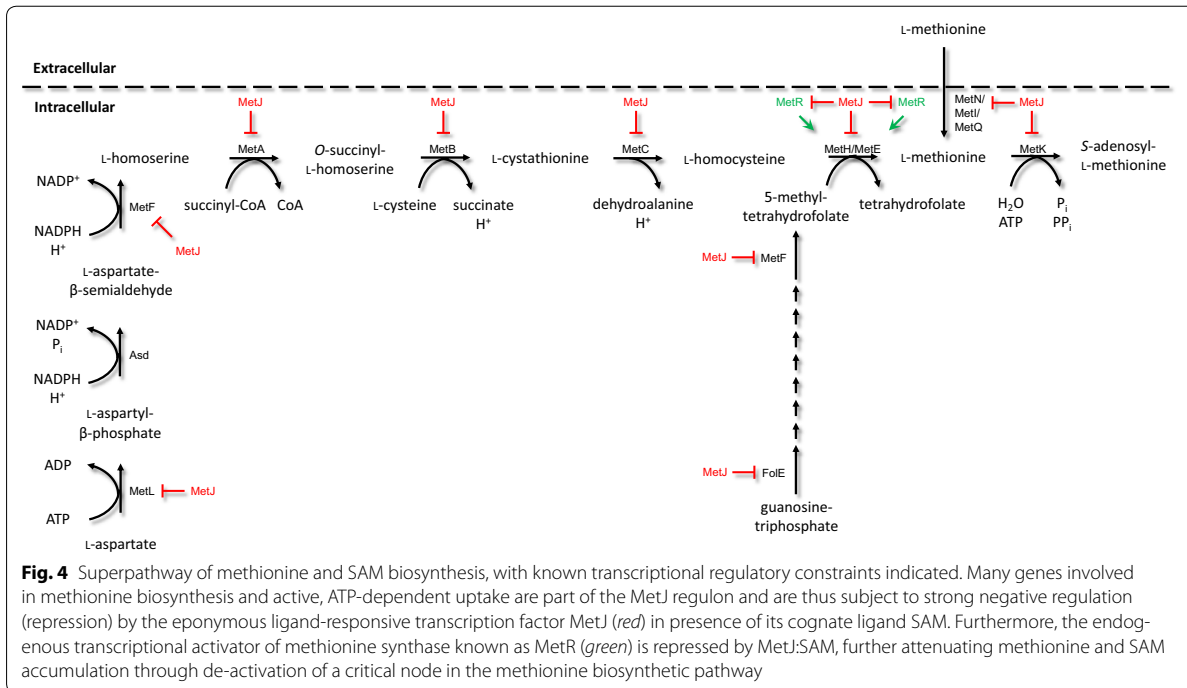 L-methionine
Extracellular
Intracellular
MetJ
MetJ
MetJ
MetR
MetJ
MetR
MetN/
MetI/
MetQ
MetJ
L-homoserine
MetA
O-succinyl-
L-homoserine
MetB
L-cystathionine
MetC
L-homocysteine
MetH/MetE
L-methionine
MetK
S-adenosyl-
L-methionine
succinyl-CoA
CoA
L-cysteine
succinate
H⁺
dehydroalanine
H⁺
5-methyl-
tetrahydrofolate
tetrahydrofolate
H₂O
ATP
Pᵢ
PPᵢ
NADP⁺
MetF
NADPH
H⁺
MetJ
L-aspartate-
β-semialdehyde
MetJ
MetF
NADP⁺
Pᵢ
Asd
NADPH
H⁺
L-aspartyl-
β-phosphate
ADP
MetL
MetJ
ATP
L-aspartate
MetJ
FolE
guanosine-
triphosphate
Fig. 4 Superpathway of methionine and SAM biosynthesis, with known transcriptional regulatory constraints indicated. Many genes involved
in methionine biosynthesis and active, ATP-dependent uptake are part of the MetJ regulon and are thus subject to strong negative regulation
(repression) by the eponymous ligand-responsive transcription factor MetJ (red) in presence of its cognate ligand SAM. Furthermore, the endog-
enous transcriptional activator of methionine synthase known as MetR (green) is repressed by MetJ:SAM, further attenuating methionine and SAM
accumulation through de-activation of a critical node in the methionine biosynthetic pathway